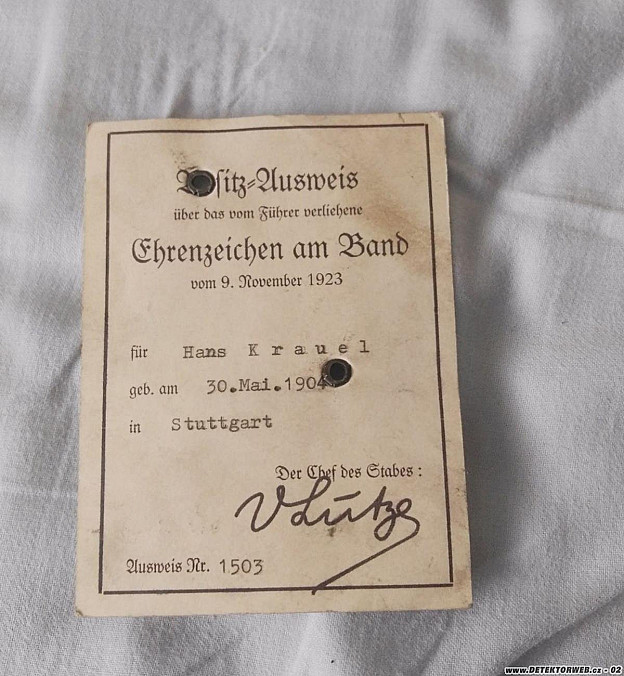 Besitz-Ausweis
über das vom Führer verliehene
Ehrenzeichen am Band
vom 9. November 1923
für Hans Krauel
geb. am 30.Mai.1904
in Stuttgart
Der Chef des Stabes:
VLutze
Ausweis Nr. 1503
www.DETEKTORWEB.cz - 02